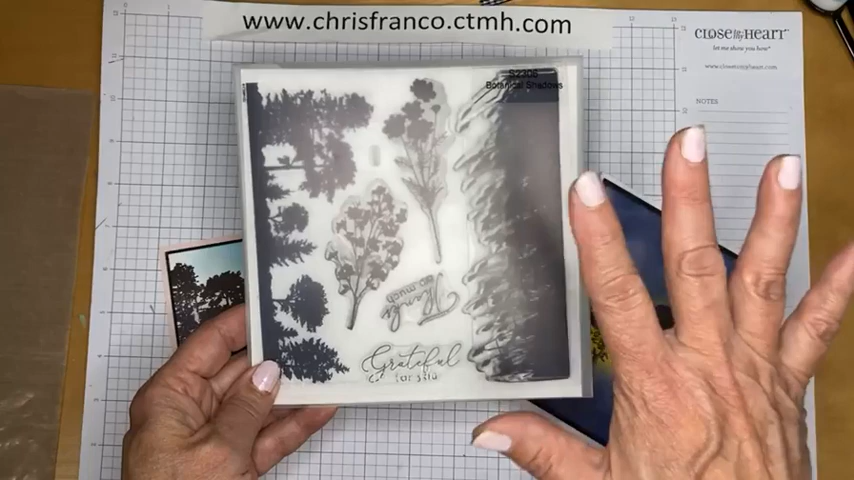 www.chrisfranco.ctmh.com
CLOSE to MY HEART
let me show you how
www.closetomyheart.com
NOTES
S2306
Botanical Shadows
Thanks
so much
Grateful
for you